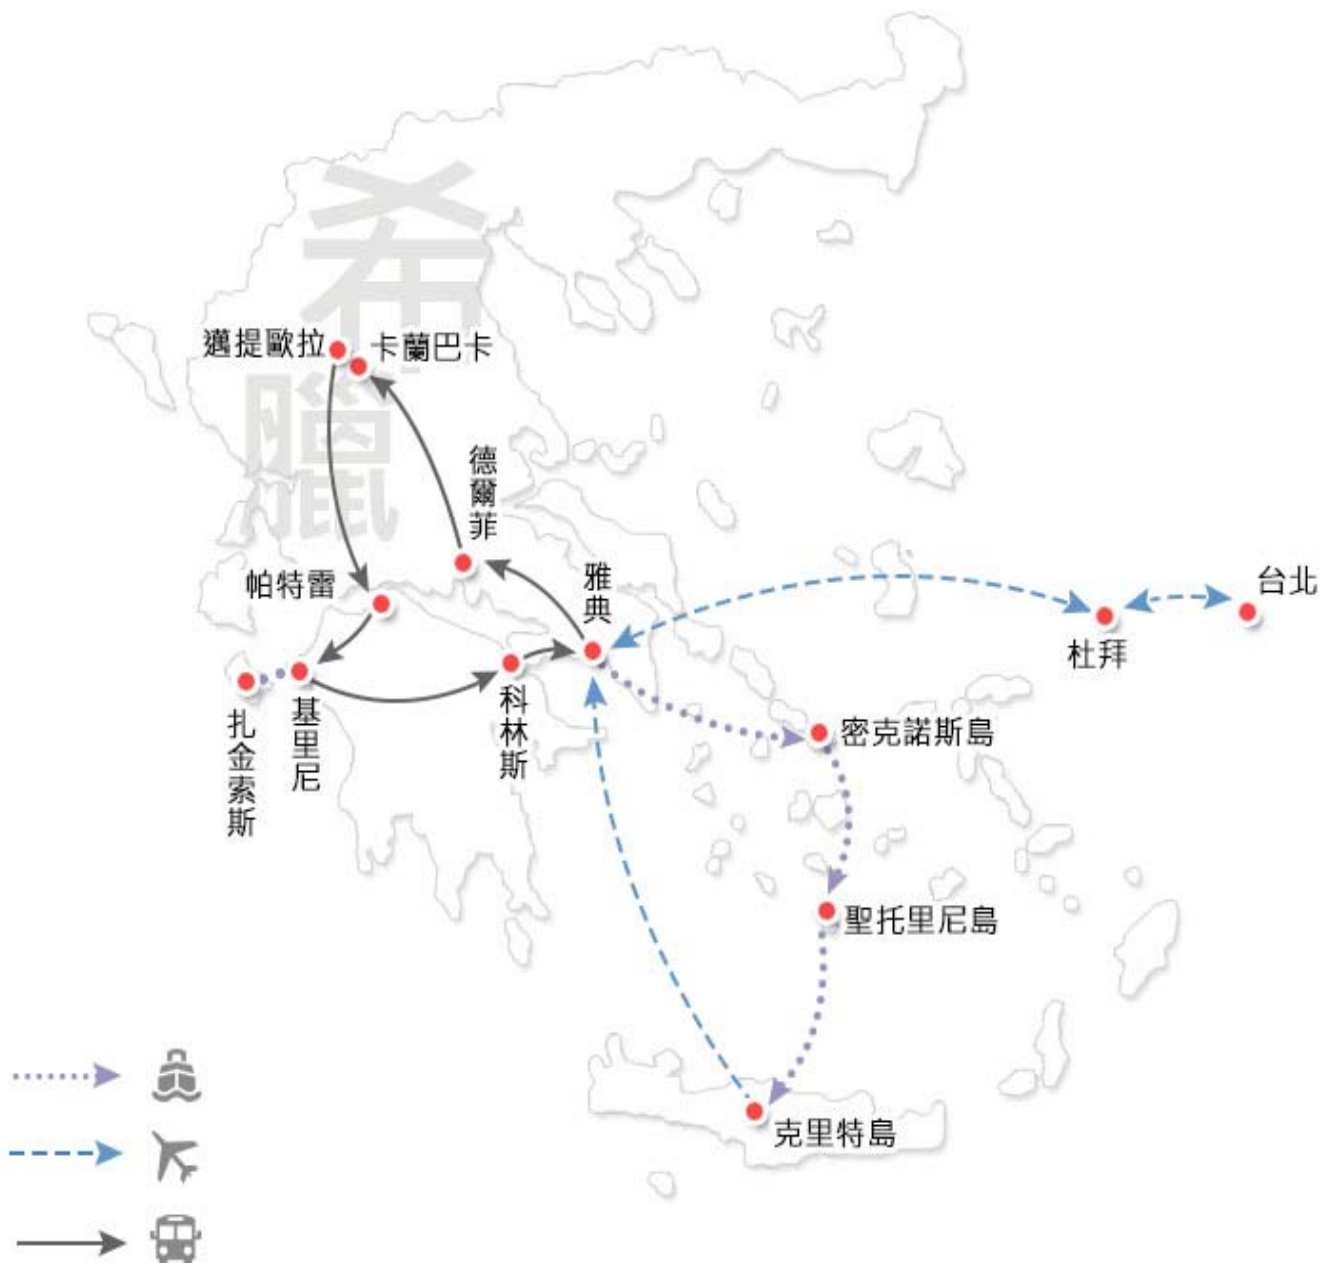 希臘
邁提歐拉
卡蘭巴卡
德爾菲
帕特雷
雅典
台北
杜拜
扎金索斯
基里尼
科林斯
密克諾斯島
聖托里尼島
克里特島